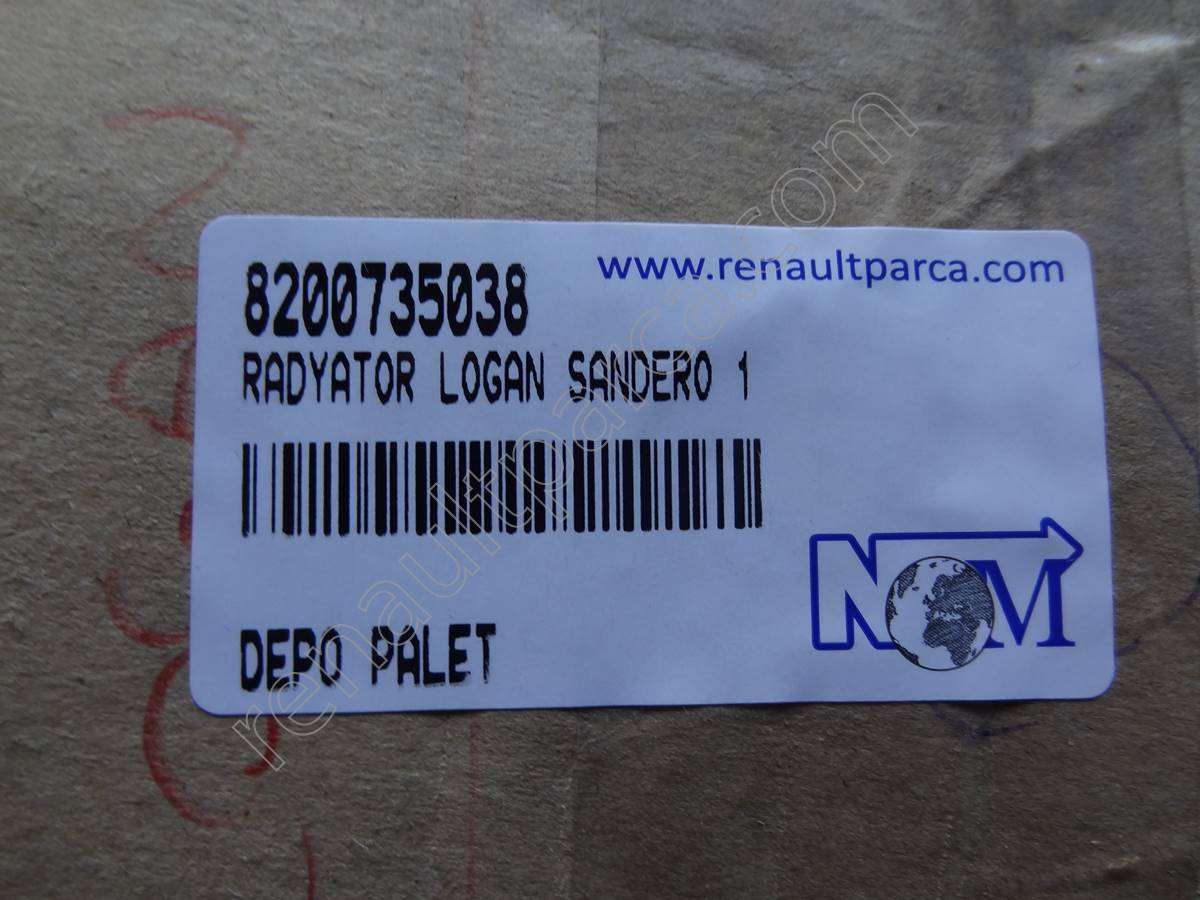 8200735038
www.renaultparca.com
RADYATOR LOGAN SANDERO 1
DEPO PALET
NM
renaultparca.com